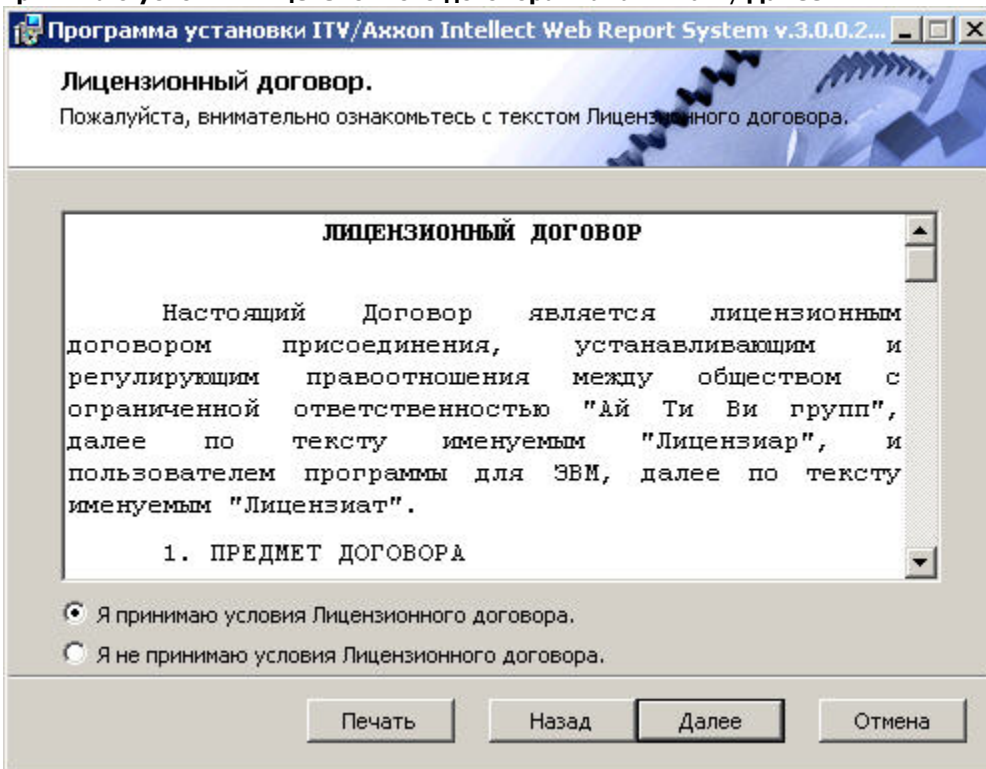 Программа установки ITV/Axxon Intellect Web Report System v.3.0.0.2...
Лицензионный договор.
Пожалуйста, внимательно ознакомьтесь с текстом Лицензионного договора.
ЛИЦЕНЗИОННЫЙ ДОГОВОР
Настоящий Договор является лицензионным
договором присоединения, устанавливающим и
регулирующим правоотношения между обществом с
ограниченной ответственностью "Ай Ти Ви групп",
далее по тексту именуемым "Лицензиар", и
пользователем программы для ЭВМ, далее по тексту
именуемым "Лицензиат".
1. ПРЕДМЕТ ДОГОВОРА
Я принимаю условия Лицензионного договора.
Я не принимаю условия Лицензионного договора.
Печать Назад Далее Отмена